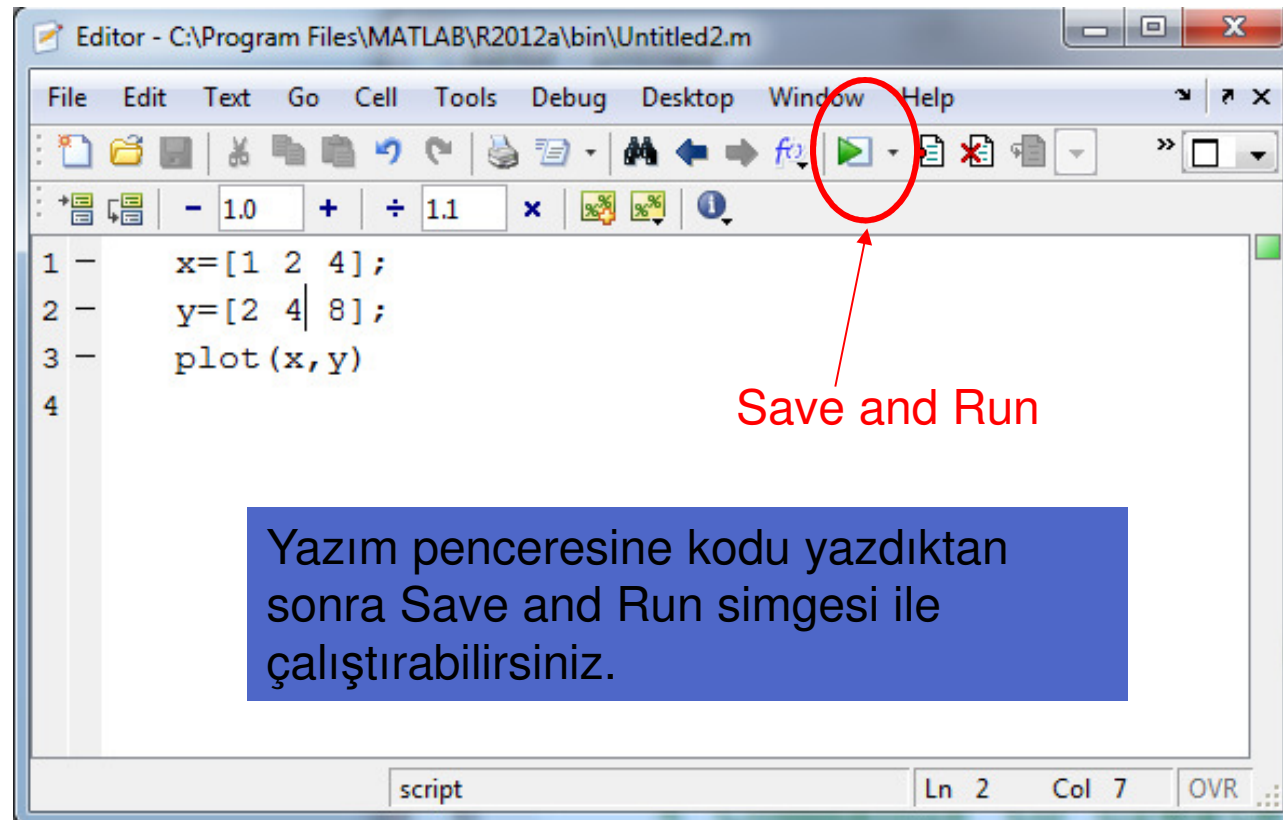 Editor - C:\Program Files\MATLAB\R2012a\bin\Untitled2.m
File Edit Text Go Cell Tools Debug Desktop Window Help
- 1.0 + ÷ 1.1 ×
1 - x=[1 2 4];
2 - y=[2 4 8];
3 - plot(x,y)
4
Save and Run
Yazım penceresine kodu yazdıktan
sonra Save and Run simgesi ile
çalıştırabilirsiniz.
script Ln 2 Col 7 OVR